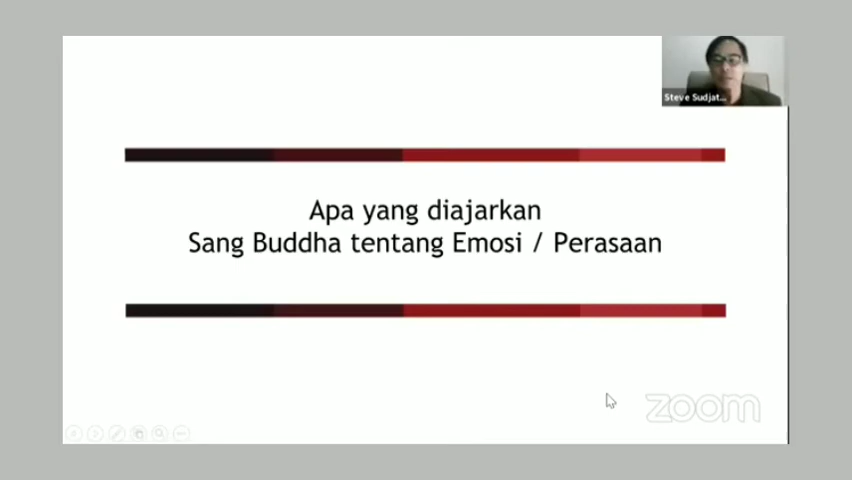 Steve Sudjat...
Apa yang diajarkan
Sang Buddha tentang Emosi / Perasaan
zoom